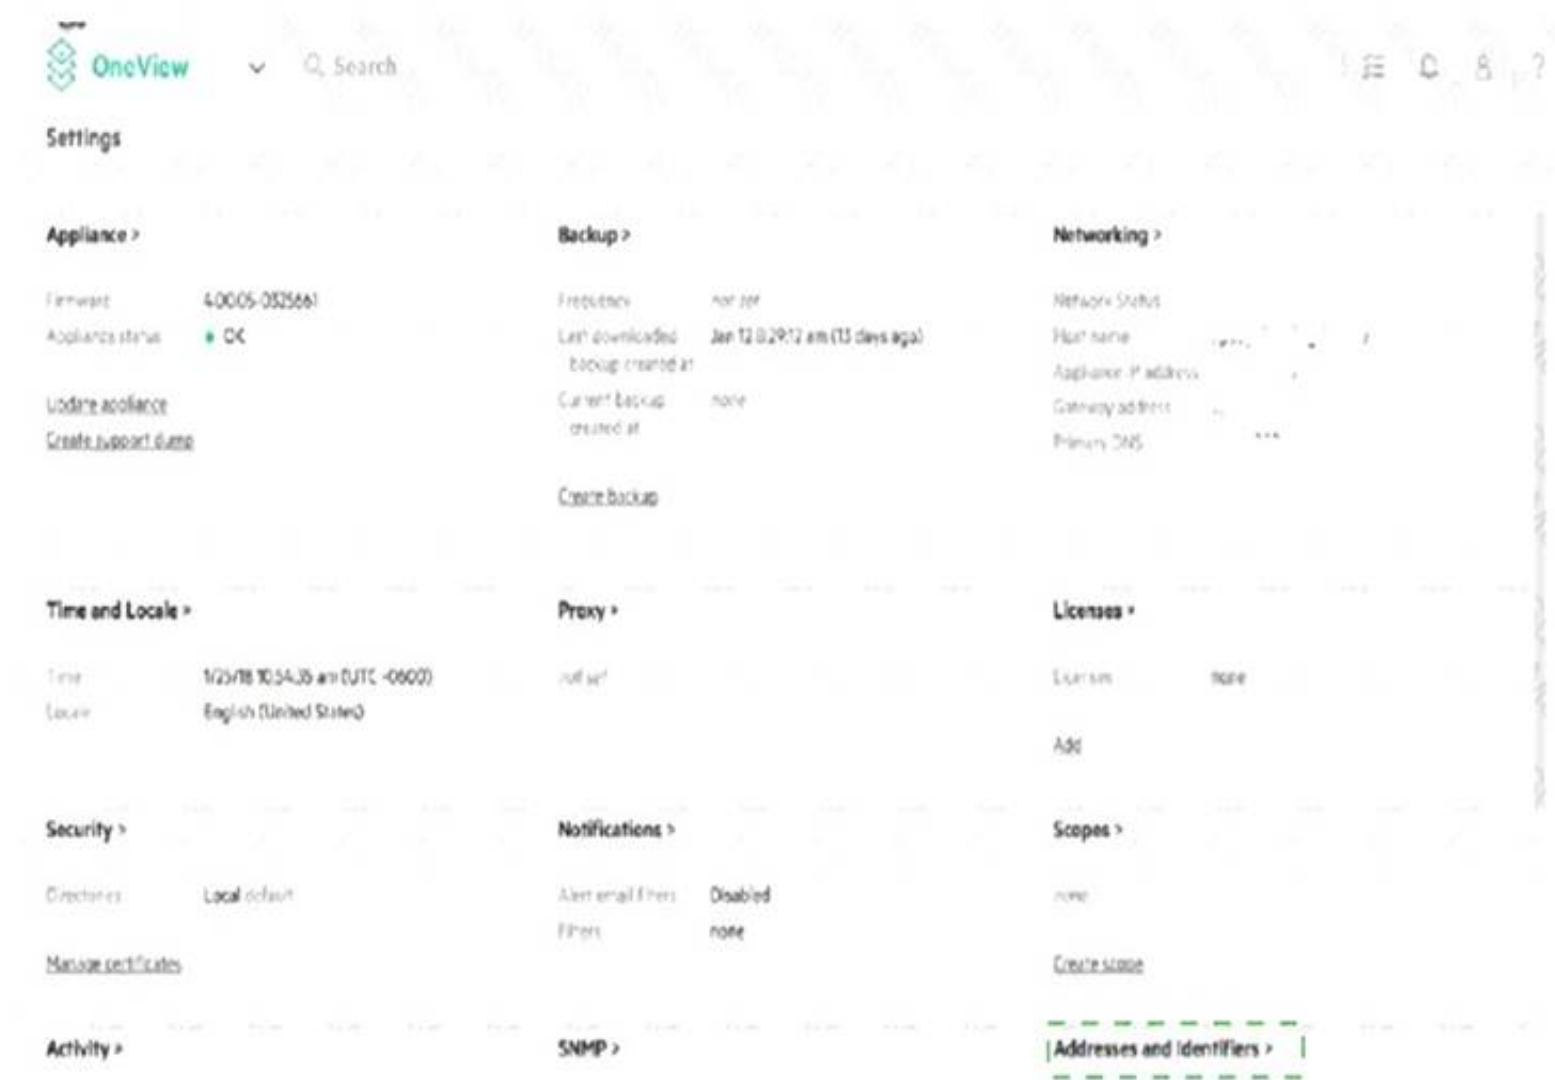 OneView
Search
Settings
Appliance >
Firmware 4.00.05-0325661
Appliance status OK
Update appliance
Create support dump
Backup >
Frequency not set
Last downloaded backup created at Jan 12 8:29:12 am (13 days ago)
Current backup created at none
Create backup
Networking >
Network Status
Host name
Appliance IP address
Gateway address
Primary DNS
Time and Locale >
Time 1/25/18 10:54:35 am (UTC -0600)
Locale English (United States)
Proxy >
not set
Licenses >
Licenses none
Add
Security >
Directories Local default
Manage certificates
Notifications >
Alert email filters Disabled
Filters none
Scopes >
none
Create scope
Activity >
SNMP >
Addresses and Identifiers >